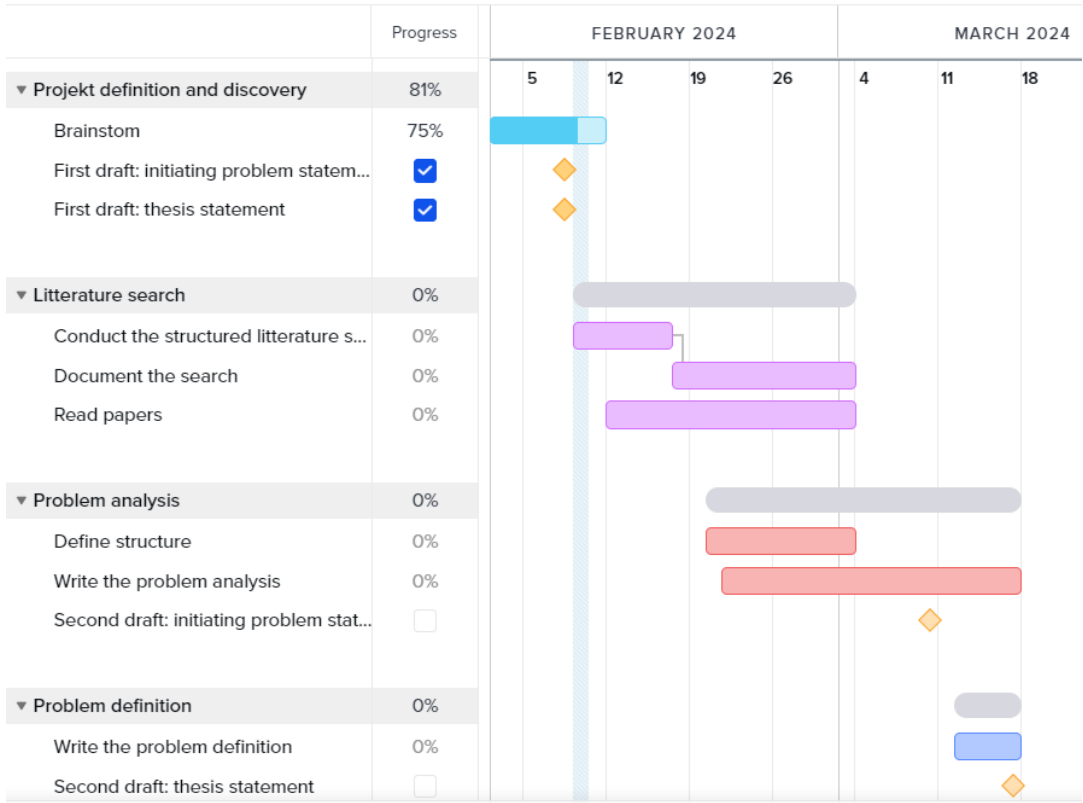 Progress FEBRUARY 2024 MARCH 2024
5 12 19 26 4 11 18
Projekt definition and discovery 81%
Brainstom 75%
First draft: initiating problem statem...
First draft: thesis statement
Litterature search 0%
Conduct the structured litterature s... 0%
Document the search 0%
Read papers 0%
Problem analysis 0%
Define structure 0%
Write the problem analysis 0%
Second draft: initiating problem stat...
Problem definition 0%
Write the problem definition 0%
Second draft: thesis statement